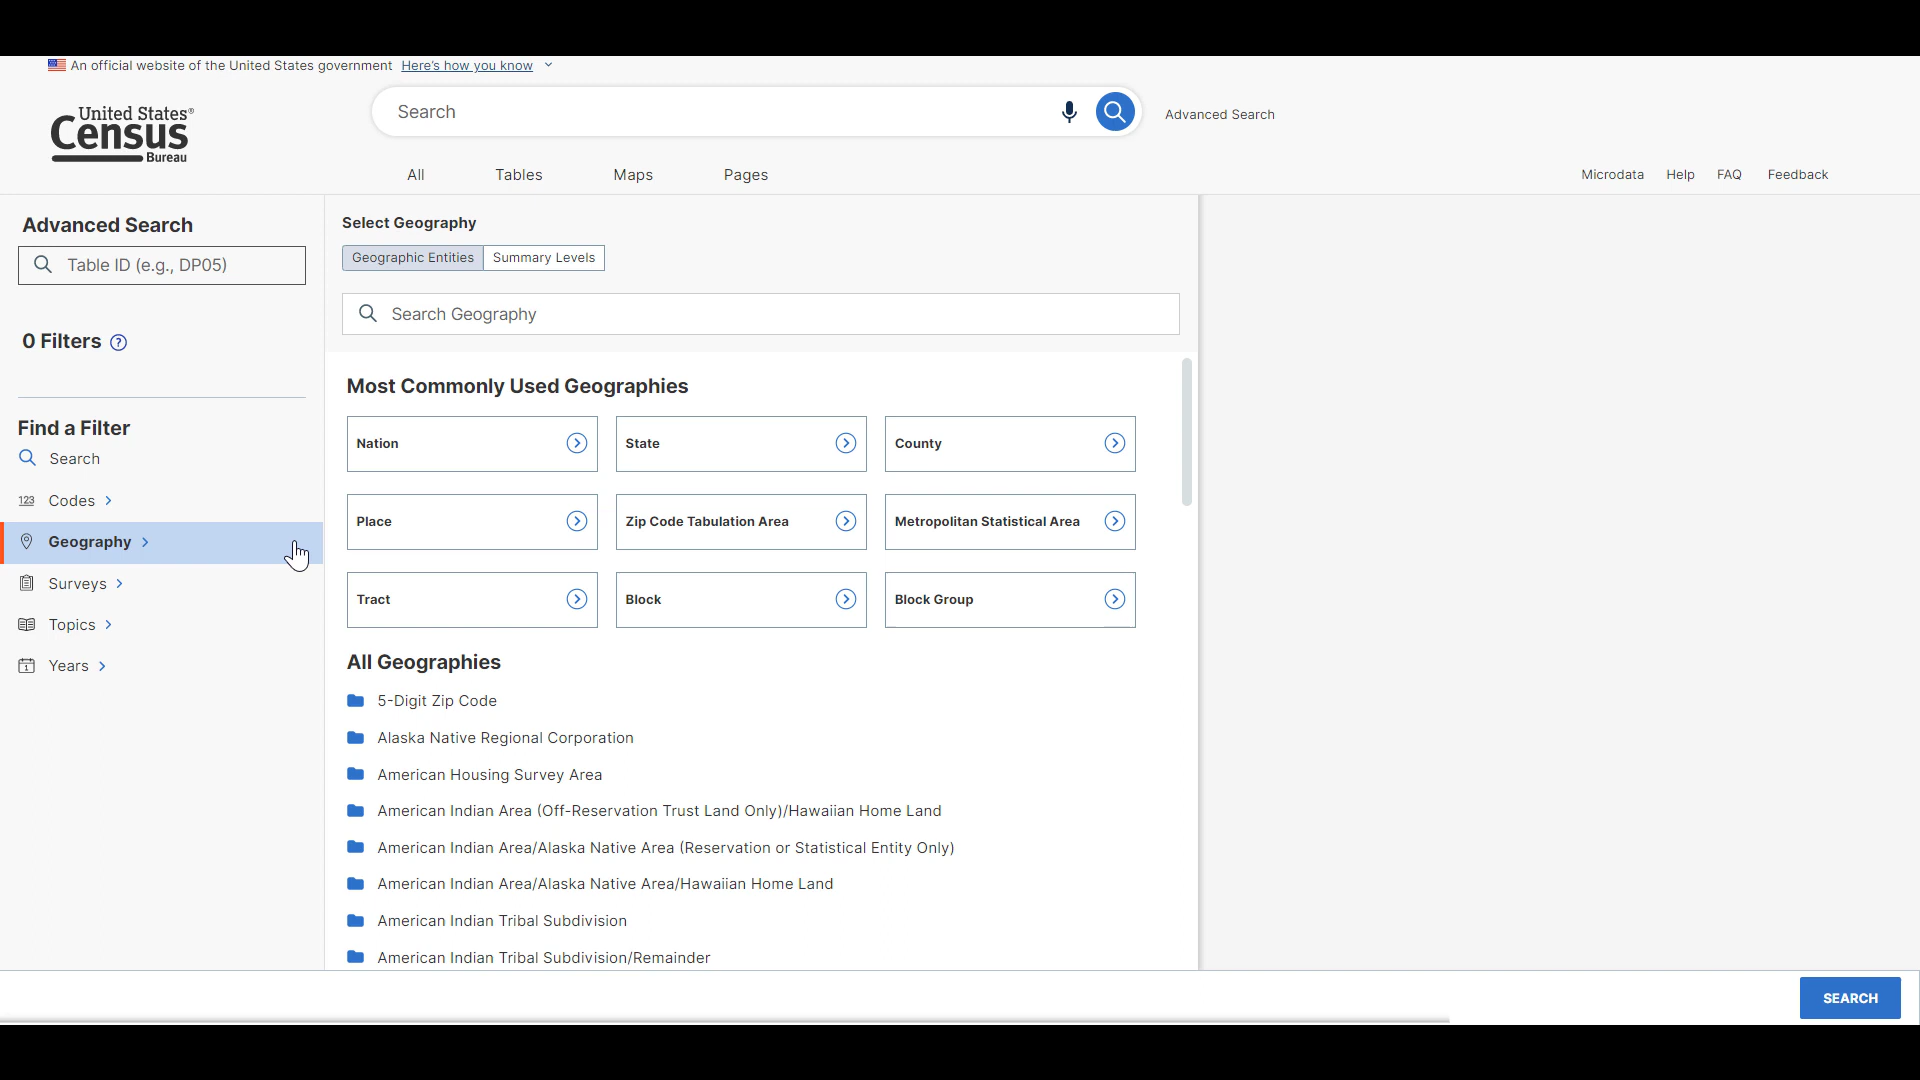 An official website of the United States government Here's how you know
United States®
Census
Bureau
Search
Advanced Search
All Tables Maps Pages
Microdata Help FAQ Feedback
Advanced Search
Table ID (e.g., DP05)
0 Filters ?
Find a Filter
Search
123 Codes
Geography
Surveys
Topics
1 Years
Select Geography
Geographic Entities Summary Levels
Search Geography
Most Commonly Used Geographies
Nation State County
Place Zip Code Tabulation Area Metropolitan Statistical Area
Tract Block Block Group
All Geographies
5-Digit Zip Code
Alaska Native Regional Corporation
American Housing Survey Area
American Indian Area (Off-Reservation Trust Land Only)/Hawaiian Home Land
American Indian Area/Alaska Native Area (Reservation or Statistical Entity Only)
American Indian Area/Alaska Native Area/Hawaiian Home Land
American Indian Tribal Subdivision
American Indian Tribal Subdivision/Remainder
SEARCH